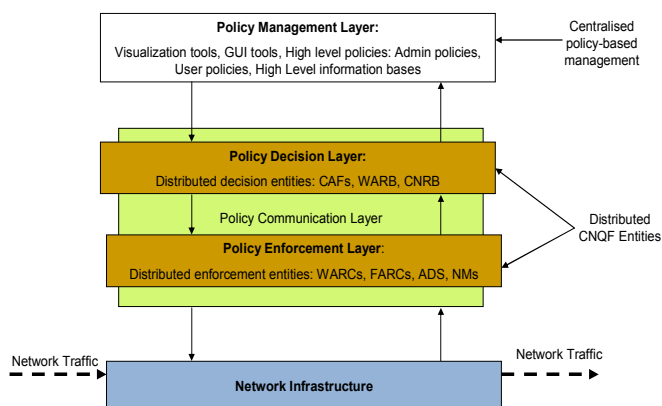 Policy Management Layer:
Visualization tools, GUI tools, High level policies: Admin policies,
User policies, High Level information bases
Centralised
policy-based
management
Policy Decision Layer:
Distributed decision entities: CAFs, WARB, CNRB
Policy Communication Layer
Distributed
CNQF Entities
Policy Enforcement Layer:
Distributed enforcement entities: WARCs, FARCs, ADS, NMs
Network Traffic
Network Traffic
Network Infrastructure